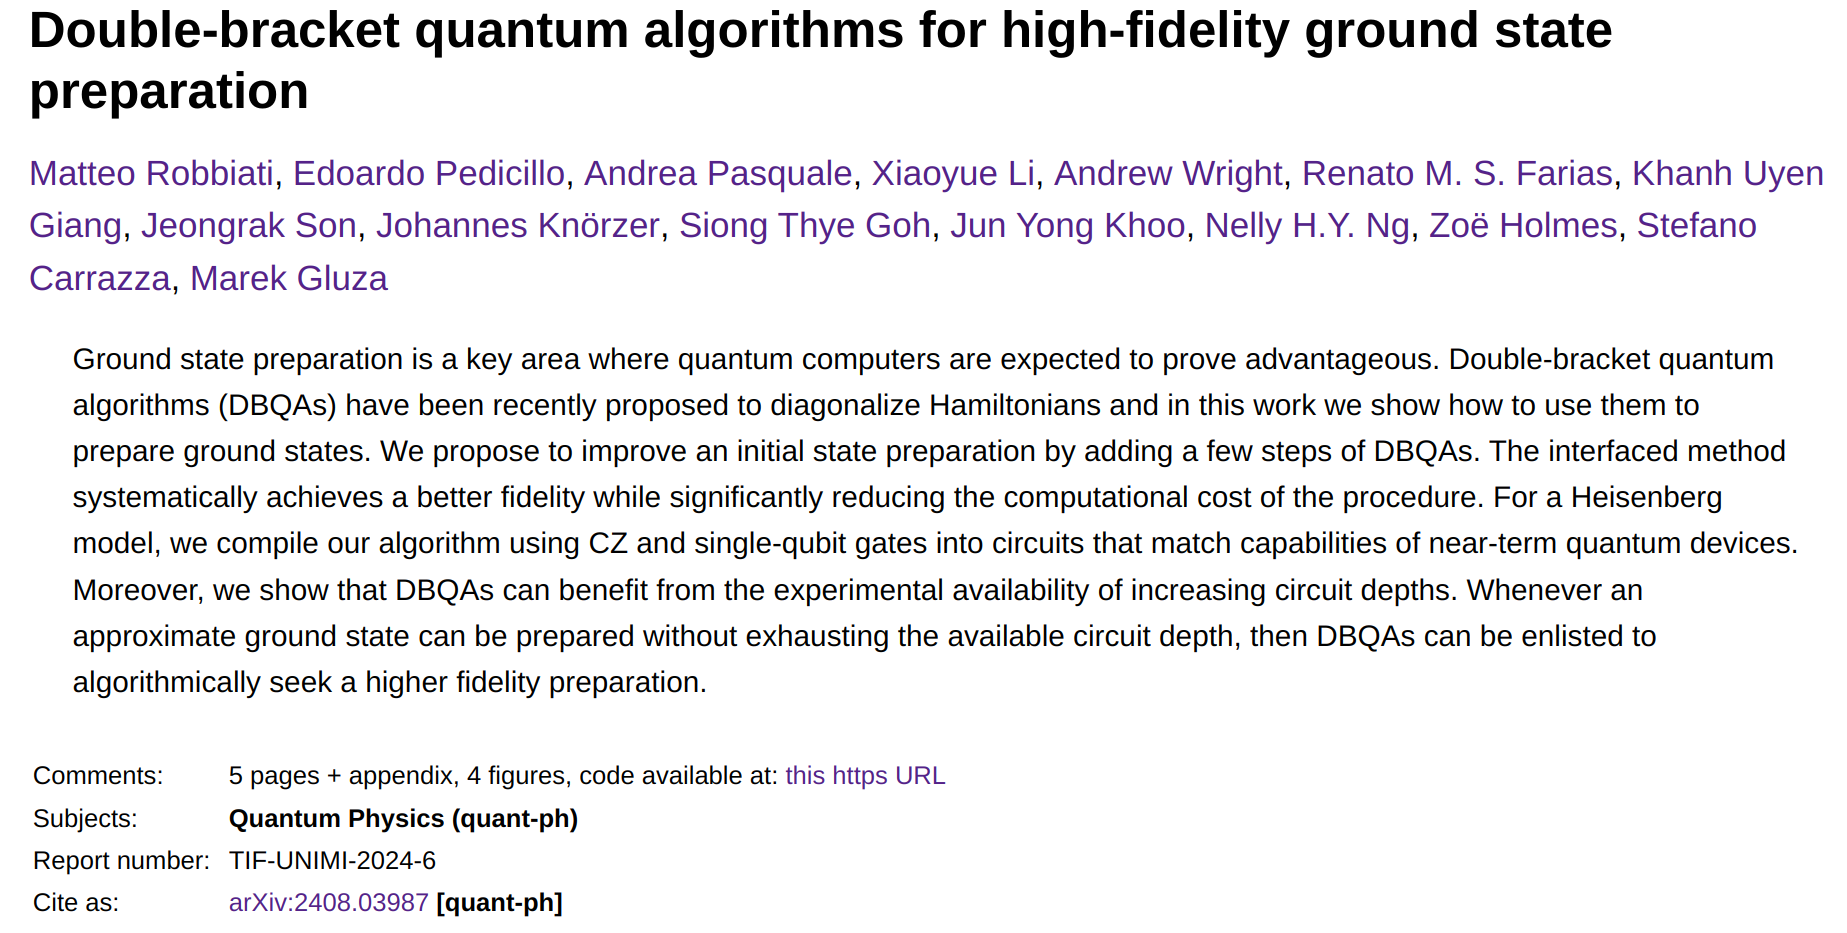 Double-bracket quantum algorithms for high-fidelity ground state
preparation
Matteo Robbiati, Edoardo Pedicillo, Andrea Pasquale, Xiaoyue Li, Andrew Wright, Renato M. S. Farias, Khanh Uyen
Giang, Jeongrak Son, Johannes Knörzer, Siong Thye Goh, Jun Yong Khoo, Nelly H.Y. Ng, Zoë Holmes, Stefano
Carrazza, Marek Gluza
Ground state preparation is a key area where quantum computers are expected to prove advantageous. Double-bracket quantum
algorithms (DBQAs) have been recently proposed to diagonalize Hamiltonians and in this work we show how to use them to
prepare ground states. We propose to improve an initial state preparation by adding a few steps of DBQAs. The interfaced method
systematically achieves a better fidelity while significantly reducing the computational cost of the procedure. For a Heisenberg
model, we compile our algorithm using CZ and single-qubit gates into circuits that match capabilities of near-term quantum devices.
Moreover, we show that DBQAs can benefit from the experimental availability of increasing circuit depths. Whenever an
approximate ground state can be prepared without exhausting the available circuit depth, then DBQAs can be enlisted to
algorithmically seek a higher fidelity preparation.
Comments: 5 pages + appendix, 4 figures, code available at: this https URL
Subjects: Quantum Physics (quant-ph)
Report number: TIF-UNIMI-2024-6
Cite as: arXiv:2408.03987 [quant-ph]